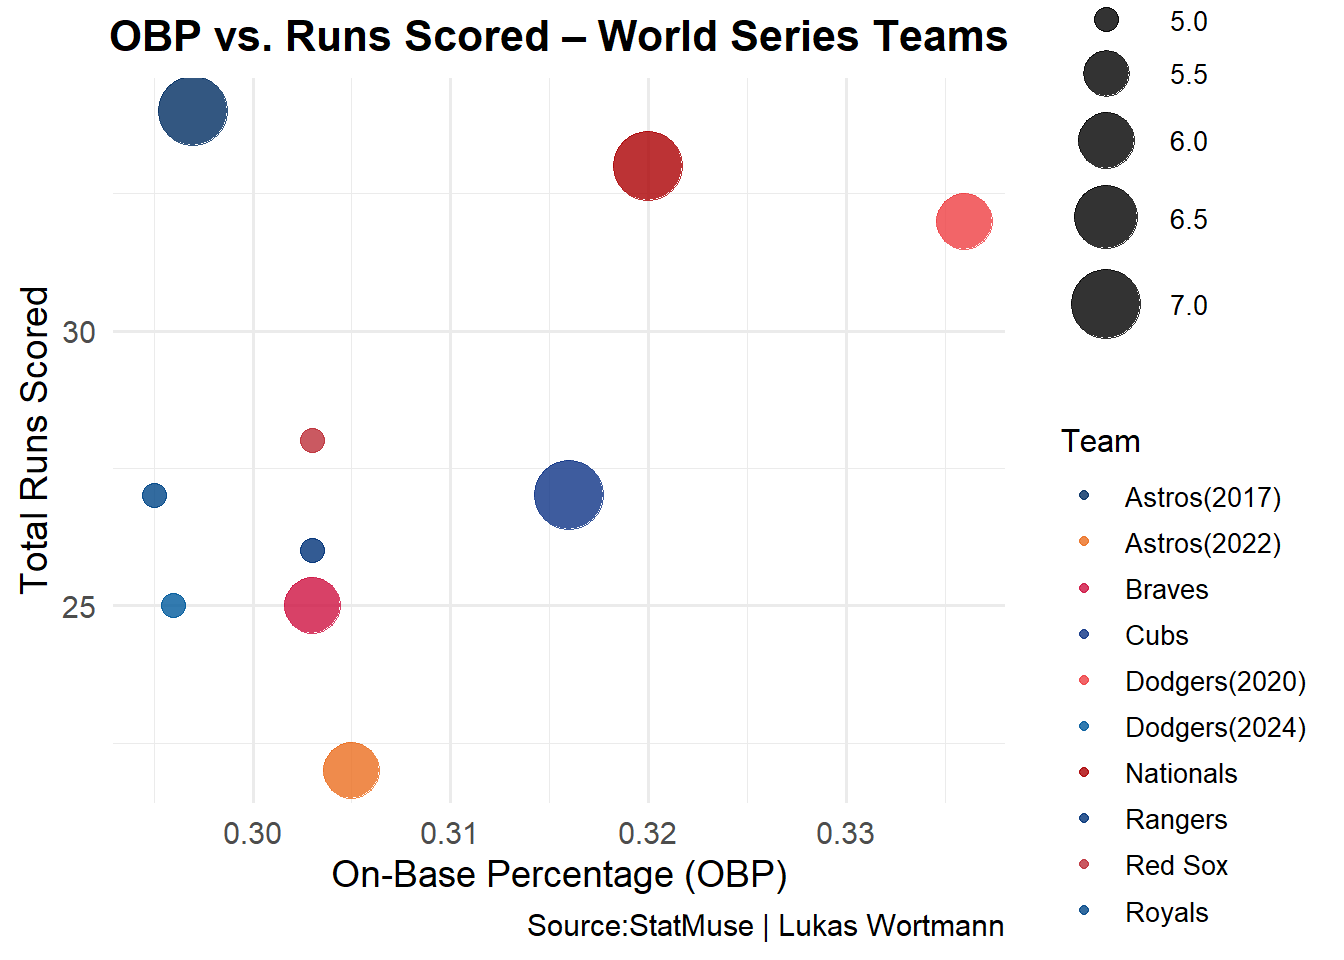 OBP vs. Runs Scored – World Series Teams
Total Runs Scored
30
25
0.30
0.31
0.32
0.33
On-Base Percentage (OBP)
Source:StatMuse | Lukas Wortmann
5.0
5.5
6.0
6.5
7.0
Team
Astros(2017)
Astros(2022)
Braves
Cubs
Dodgers(2020)
Dodgers(2024)
Nationals
Rangers
Red Sox
Royals